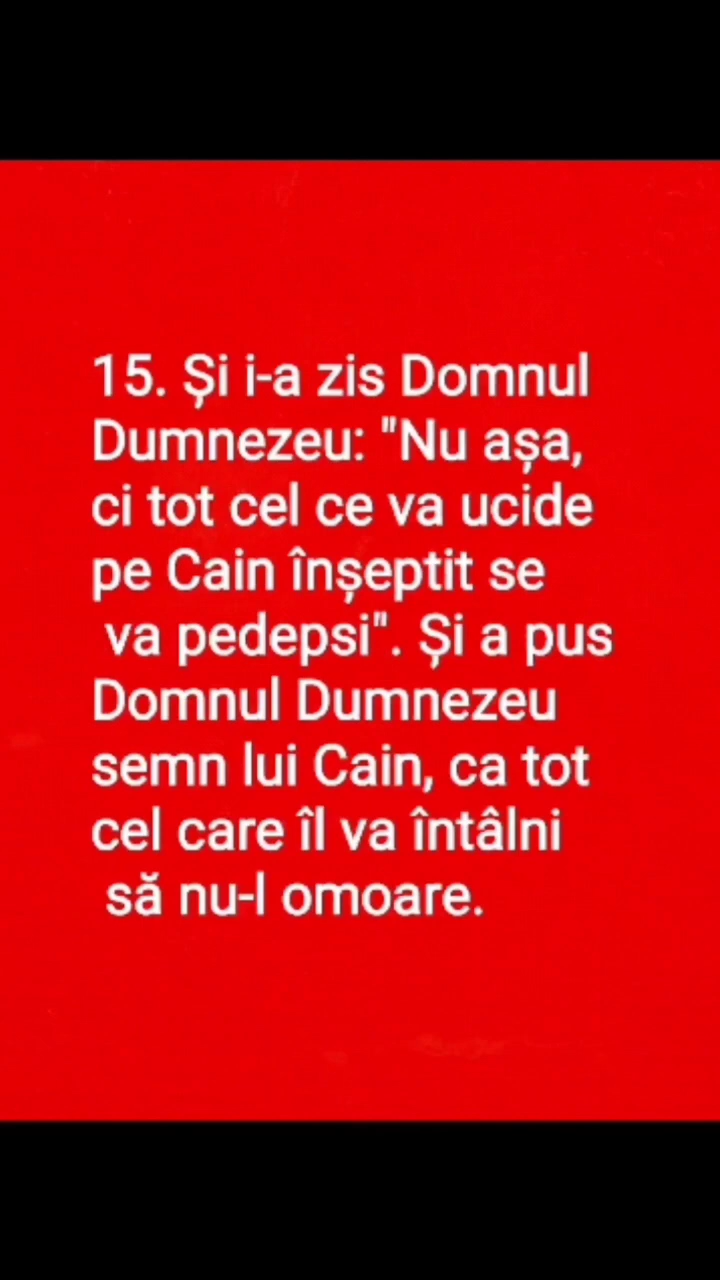 15. Și i-a zis Domnul
Dumnezeu: "Nu așa,
ci tot cel ce va ucide
pe Cain înșeptit se
va pedepsi". Și a pus
Domnul Dumnezeu
semn lui Cain, ca tot
cel care îl va întâlni
să nu-l omoare.